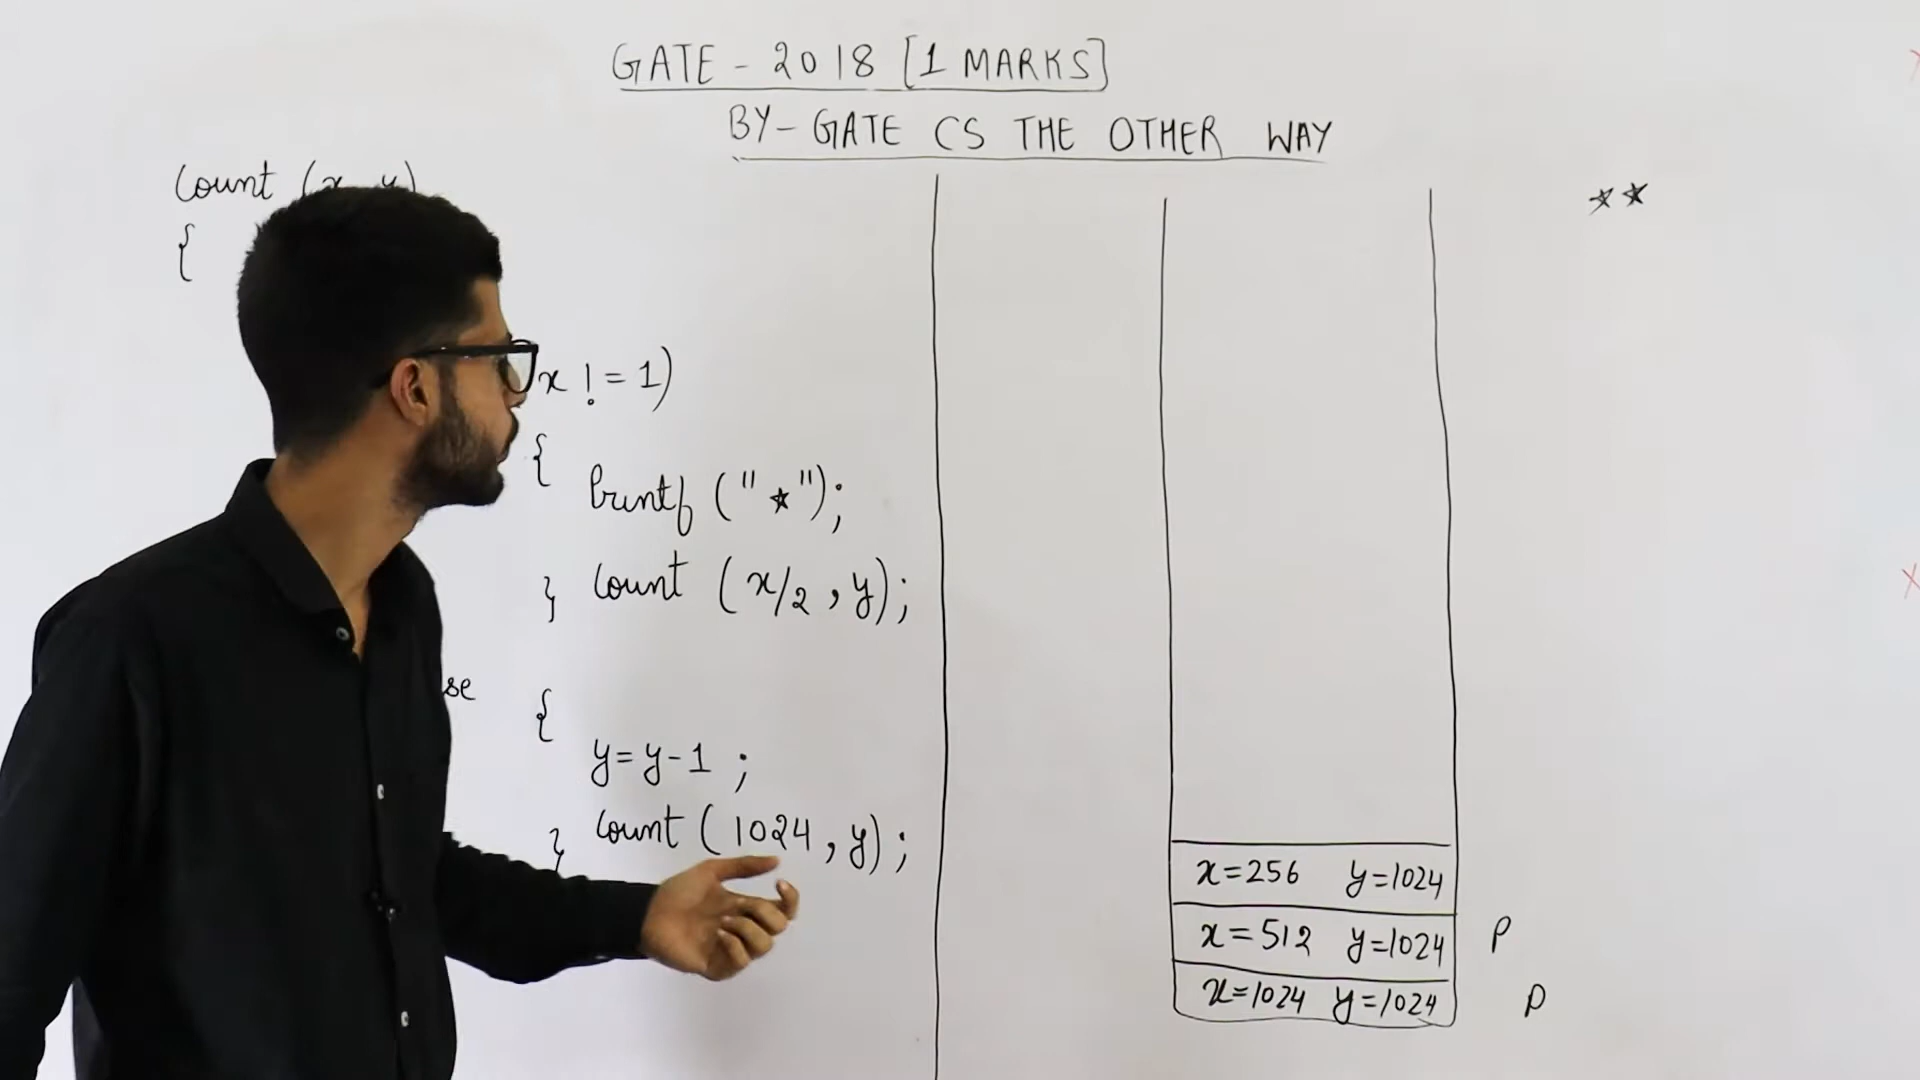 GATE - 2018 [1 MARKS]
BY - GATE CS THE OTHER WAY
Count (x, y)
{
x != 1)
{
Printf ("★");
} Count (x/2, y);
se
{
y = y-1 ;
} Count (1024, y);
★★
x=256 y=1024
x=512 y=1024 P
x=1024 y=1024 P